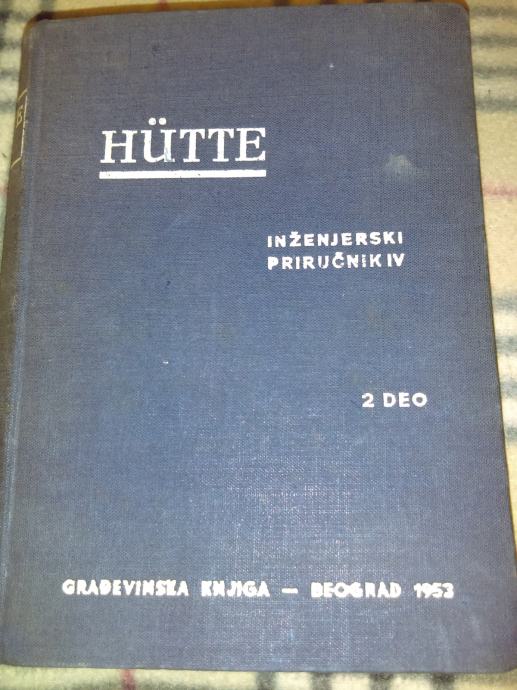 HÜTTE
INŽENJERSKI
PRIRUČNIK IV
2 DEO
GRAĐEVINSKA KNJIGA — BEOGRAD 1953